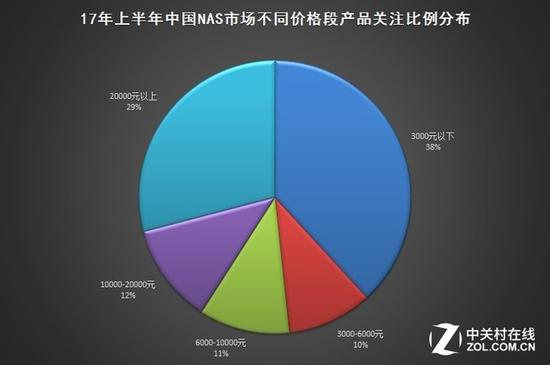 17年上半年中国NAS市场不同价格段产品关注比例分布
20000元以上
29%
3000元以下
38%
10000-20000元
12%
6000-10000元
11%
3000-6000元
10%
中关村在线
ZOL.COM.CN